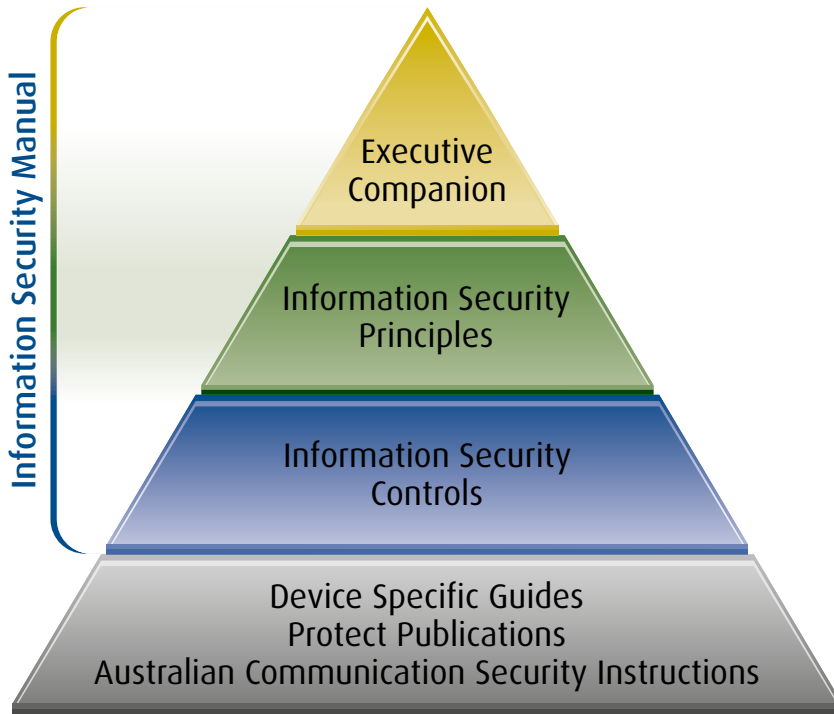 Information Security Manual
Executive
Companion
Information Security
Principles
Information Security
Controls
Device Specific Guides
Protect Publications
Australian Communication Security Instructions